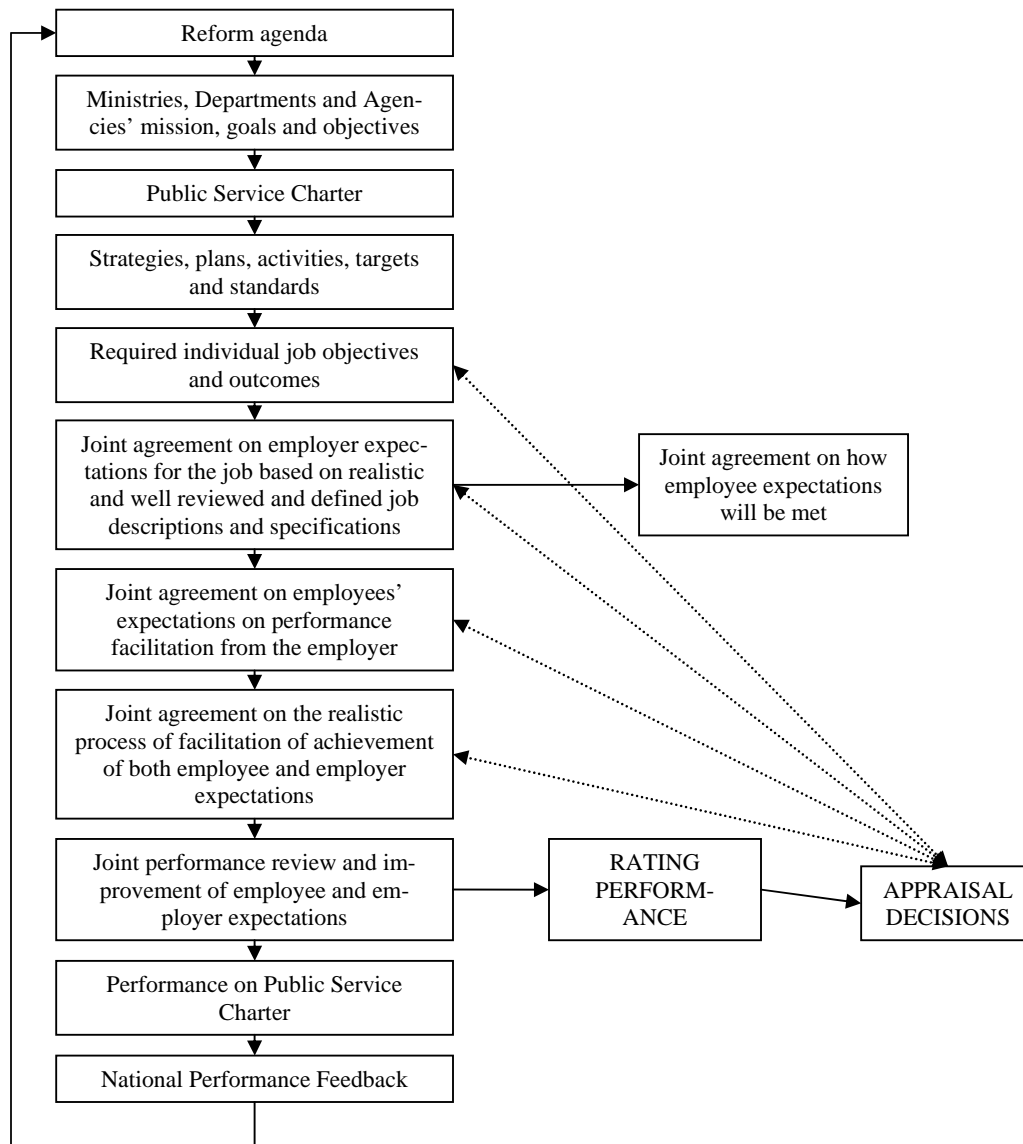 Reform agenda
Ministries, Departments and Agen-
cies’ mission, goals and objectives
Public Service Charter
Strategies, plans, activities, targets
and standards
Required individual job objectives
and outcomes
Joint agreement on employer expec-
tations for the job based on realistic
and well reviewed and defined job
descriptions and specifications
Joint agreement on how
employee expectations
will be met
Joint agreement on employees’
expectations on performance
facilitation from the employer
Joint agreement on the realistic
process of facilitation of achievement
of both employee and employer
expectations
Joint performance review and im-
provement of employee and em-
ployer expectations
RATING
PERFORM-
ANCE
APPRAISAL
DECISIONS
Performance on Public Service
Charter
National Performance Feedback